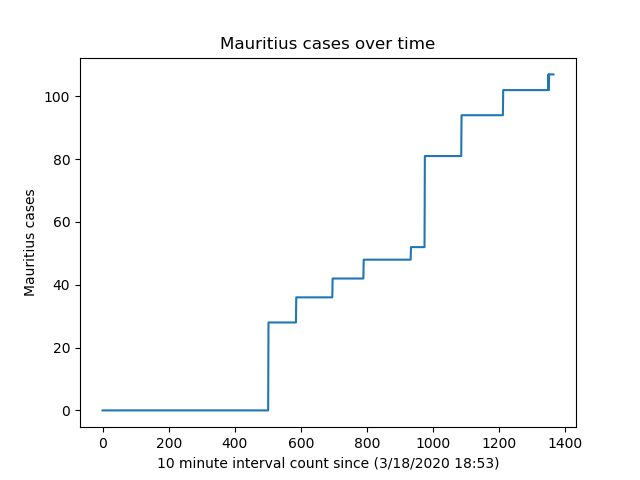 Mauritius cases over time
100
80
60
40
20
0
Mauritius cases
0 200 400 600 800 1000 1200 1400
10 minute interval count since (3/18/2020 18:53)